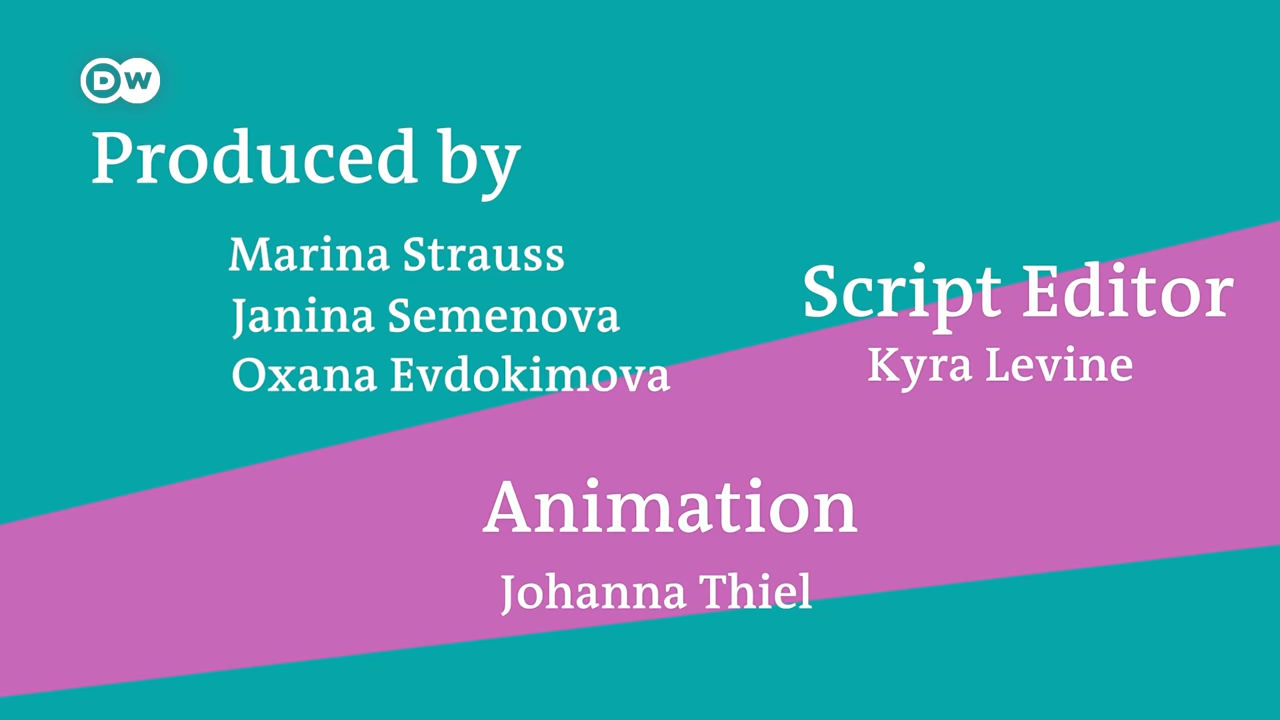 DW
Produced by
Marina Strauss
Janina Semenova
Oxana Evdokimova
Script Editor
Kyra Levine
Animation
Johanna Thiel